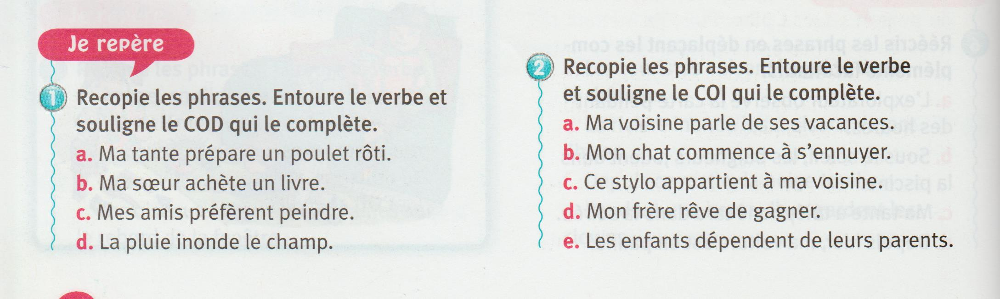 Je repère
1 Recopie les phrases. Entoure le verbe et
souligne le COD qui le complète.
a. Ma tante prépare un poulet rôti.
b. Ma sœur achète un livre.
c. Mes amis préfèrent peindre.
d. La pluie inonde le champ.
2 Recopie les phrases. Entoure le verbe
et souligne le COI qui le complète.
a. Ma voisine parle de ses vacances.
b. Mon chat commence à s'ennuyer.
c. Ce stylo appartient à ma voisine.
d. Mon frère rêve de gagner.
e. Les enfants dépendent de leurs parents.